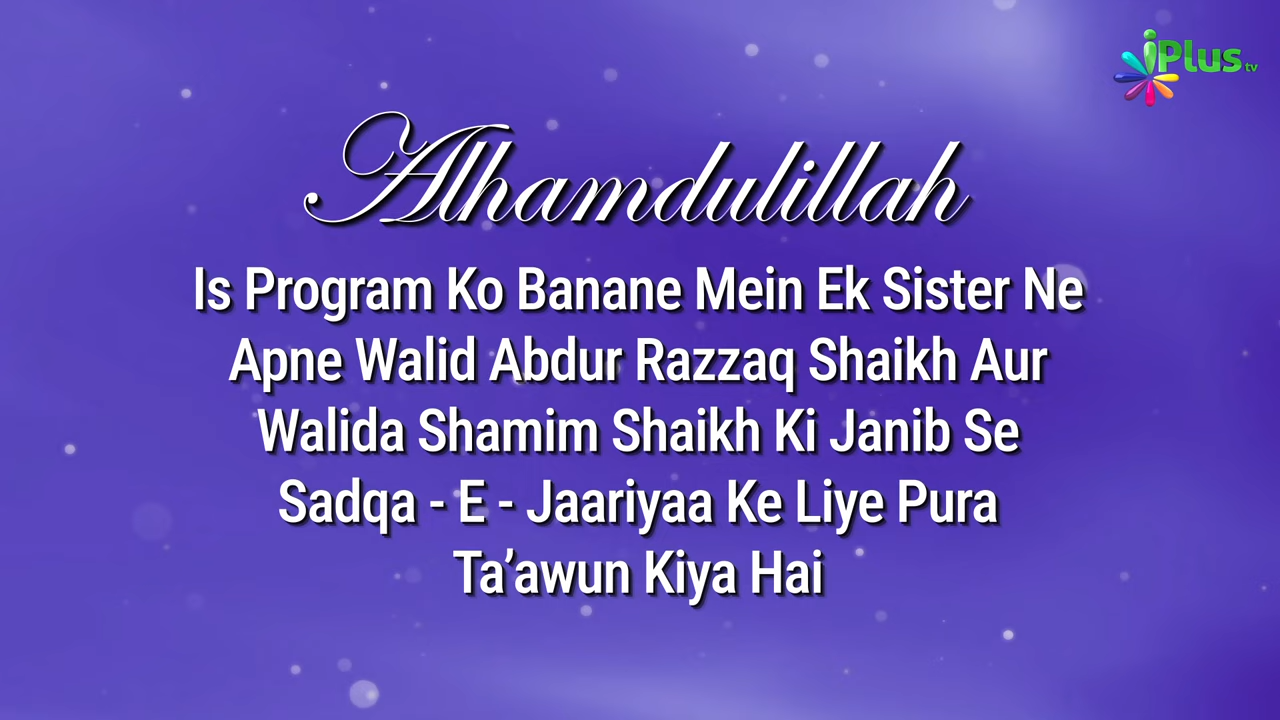 iPlus tv
Alhamdulillah
Is Program Ko Banane Mein Ek Sister Ne
Apne Walid Abdur Razzaq Shaikh Aur
Walida Shamim Shaikh Ki Janib Se
Sadqa - E - Jaariyaa Ke Liye Pura
Ta’awun Kiya Hai